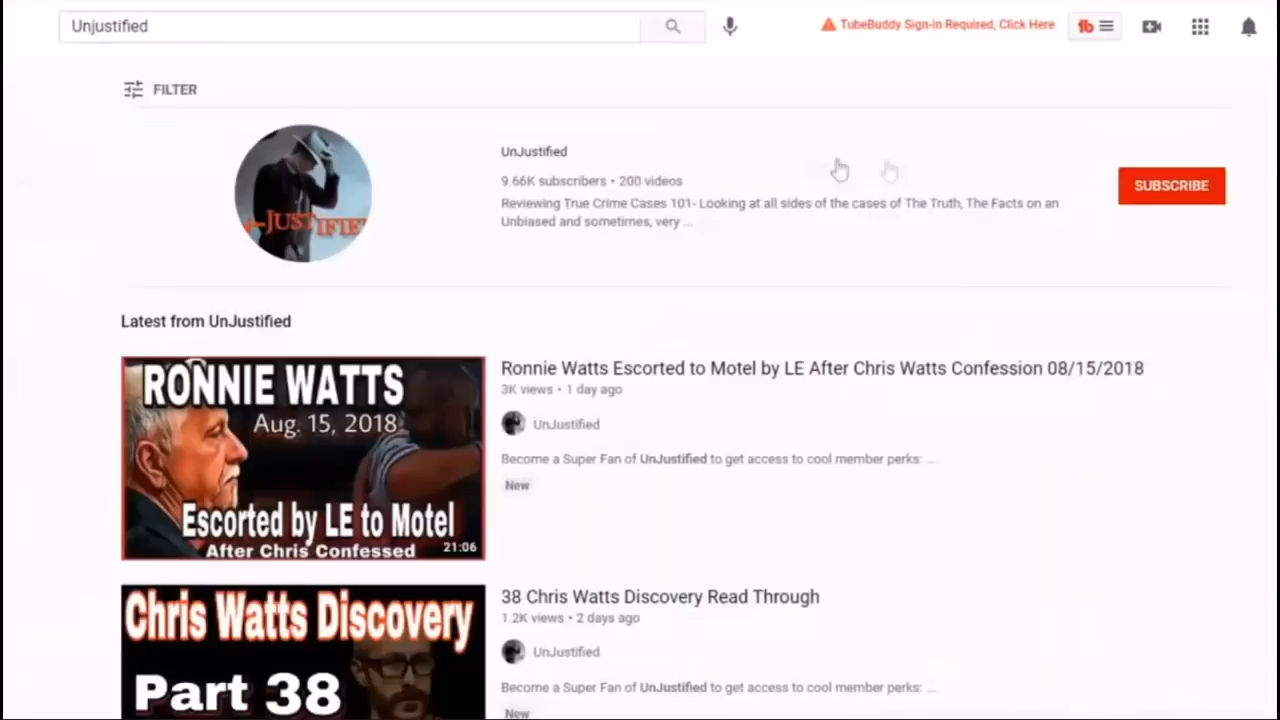 Unjustified
TubeBuddy Sign-in Required, Click Here
tb
FILTER
UnJustified
9.66K subscribers • 200 videos
Reviewing True Crime Cases 101- Looking at all sides of the cases of The Truth, The Facts on an
Unbiased and sometimes, very ...
SUBSCRIBE
JUSTIFIE
Latest from UnJustified
RONNIE WATTS
Aug. 15, 2018
Escorted by LE to Motel
After Chris Confessed
21:06
Ronnie Watts Escorted to Motel by LE After Chris Watts Confession 08/15/2018
3K views • 1 day ago
UnJustified
Become a Super Fan of UnJustified to get access to cool member perks: ...
New
Chris Watts Discovery
Part 38
38 Chris Watts Discovery Read Through
1.2K views • 2 days ago
UnJustified
Become a Super Fan of UnJustified to get access to cool member perks: ...
New